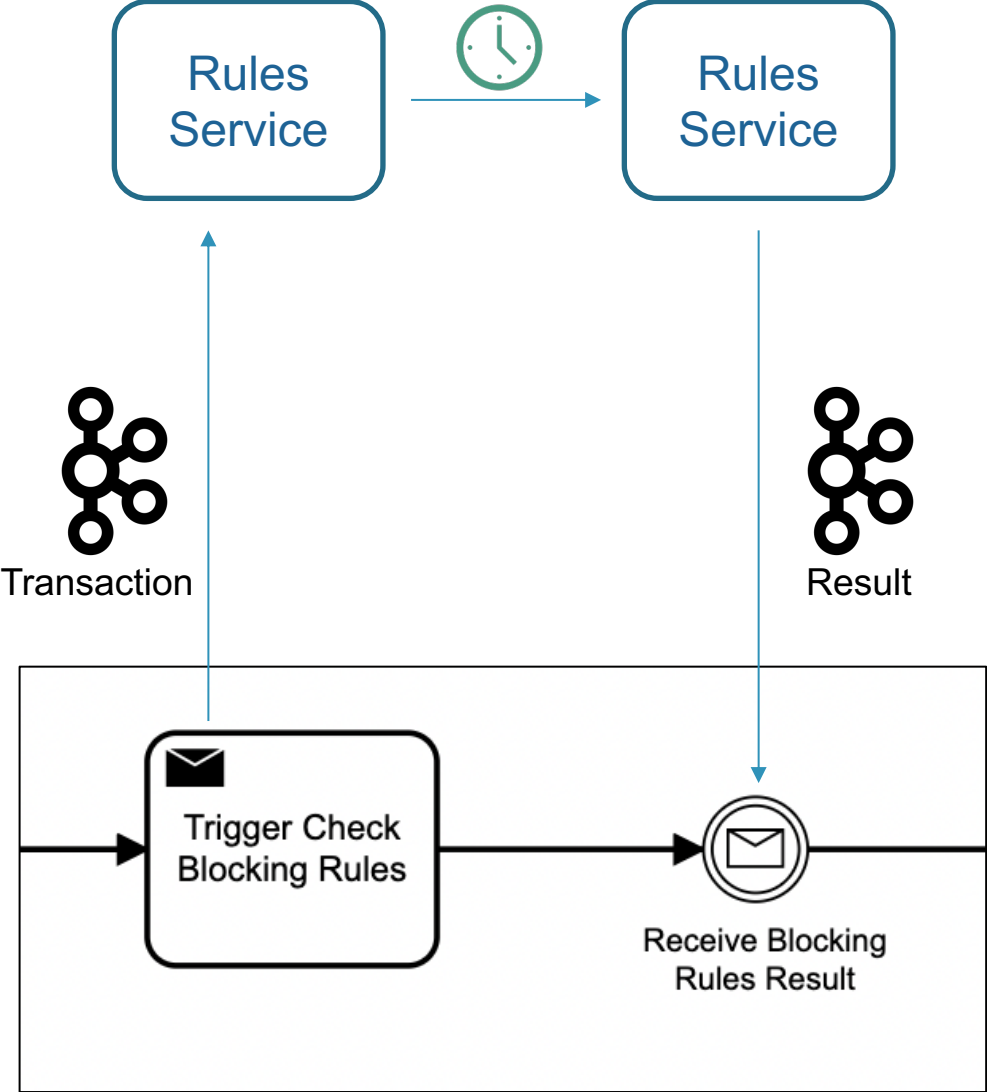 Rules
Service
Rules
Service
Transaction
Result
Trigger Check
Blocking Rules
Receive Blocking
Rules Result